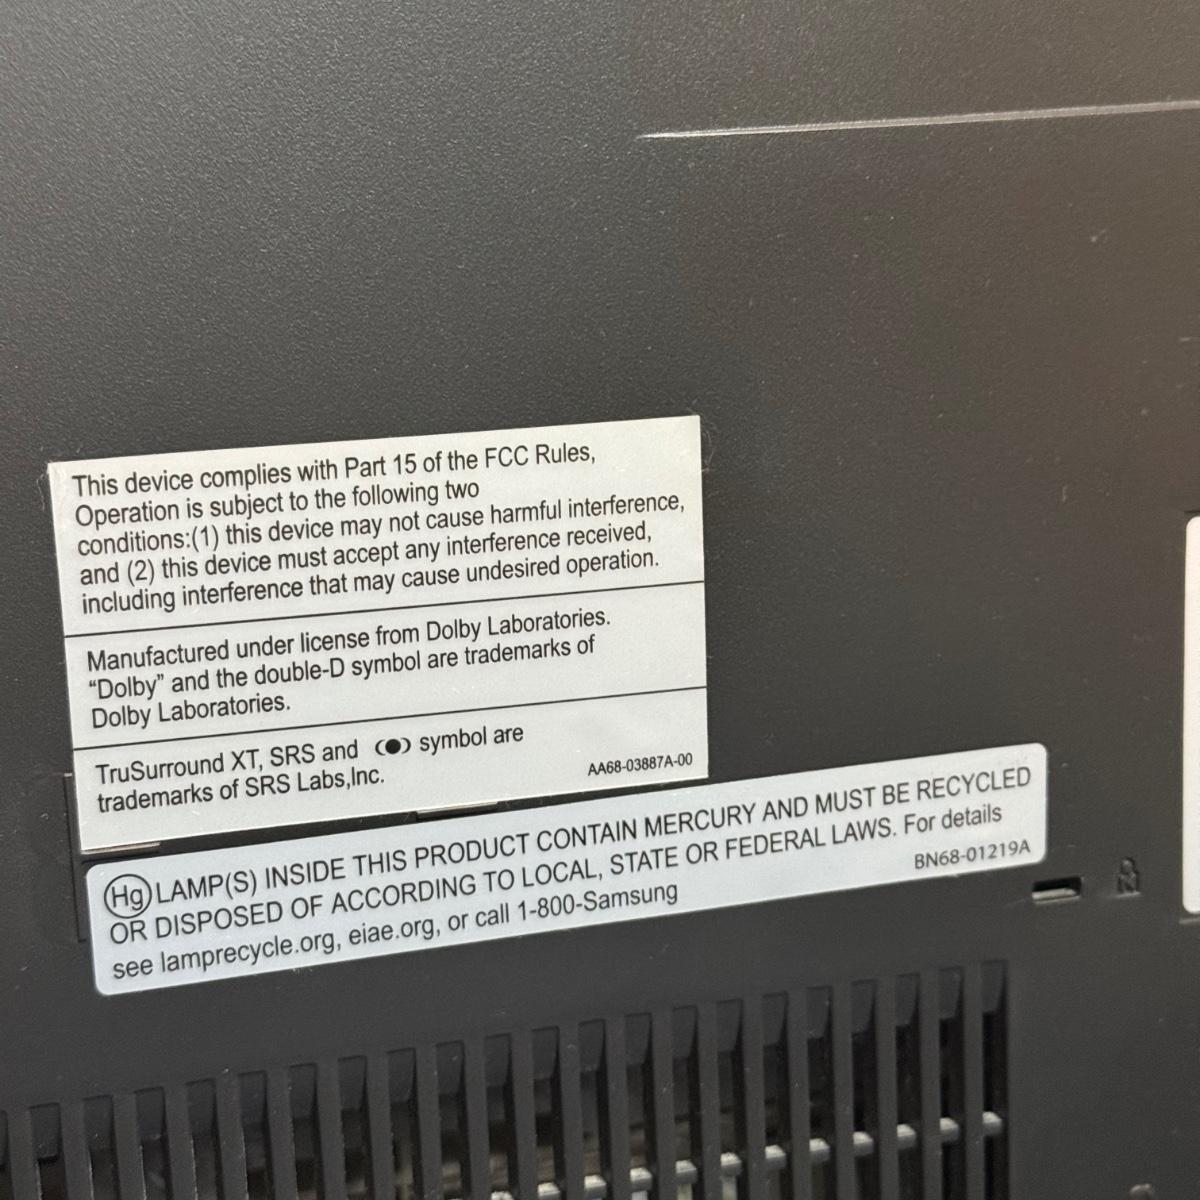 This device complies with Part 15 of the FCC Rules,
Operation is subject to the following two
conditions:(1) this device may not cause harmful interference,
and (2) this device must accept any interference received,
including interference that may cause undesired operation.
Manufactured under license from Dolby Laboratories.
“Dolby” and the double-D symbol are trademarks of
Dolby Laboratories.
TruSurround XT, SRS and (●) symbol are
trademarks of SRS Labs,Inc.
AA68-03887A-00
Hg LAMP(S) INSIDE THIS PRODUCT CONTAIN MERCURY AND MUST BE RECYCLED
OR DISPOSED OF ACCORDING TO LOCAL, STATE OR FEDERAL LAWS. For details
see lamprecycle.org, eiae.org, or call 1-800-Samsung
BN68-01219A